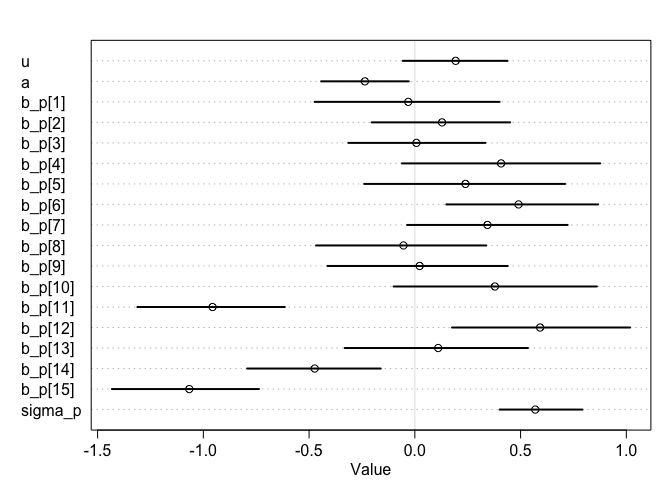 u
a
b_p[1]
b_p[2]
b_p[3]
b_p[4]
b_p[5]
b_p[6]
b_p[7]
b_p[8]
b_p[9]
b_p[10]
b_p[11]
b_p[12]
b_p[13]
b_p[14]
b_p[15]
sigma_p
-1.5 -1.0 -0.5 0.0 0.5 1.0
Value